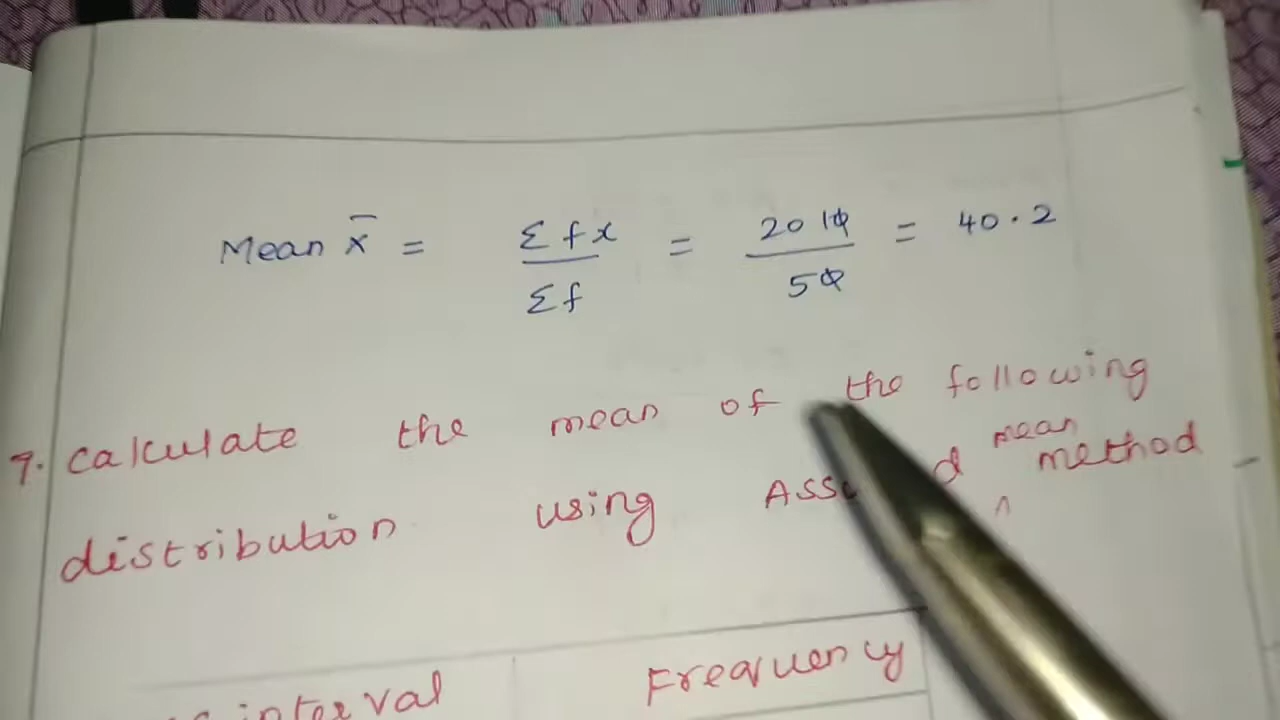 Mean x̄ = Σfx / Σf = 2010 / 50 = 40.2
7. calculate the mean of the following
distribution using mean method
interval Frequency